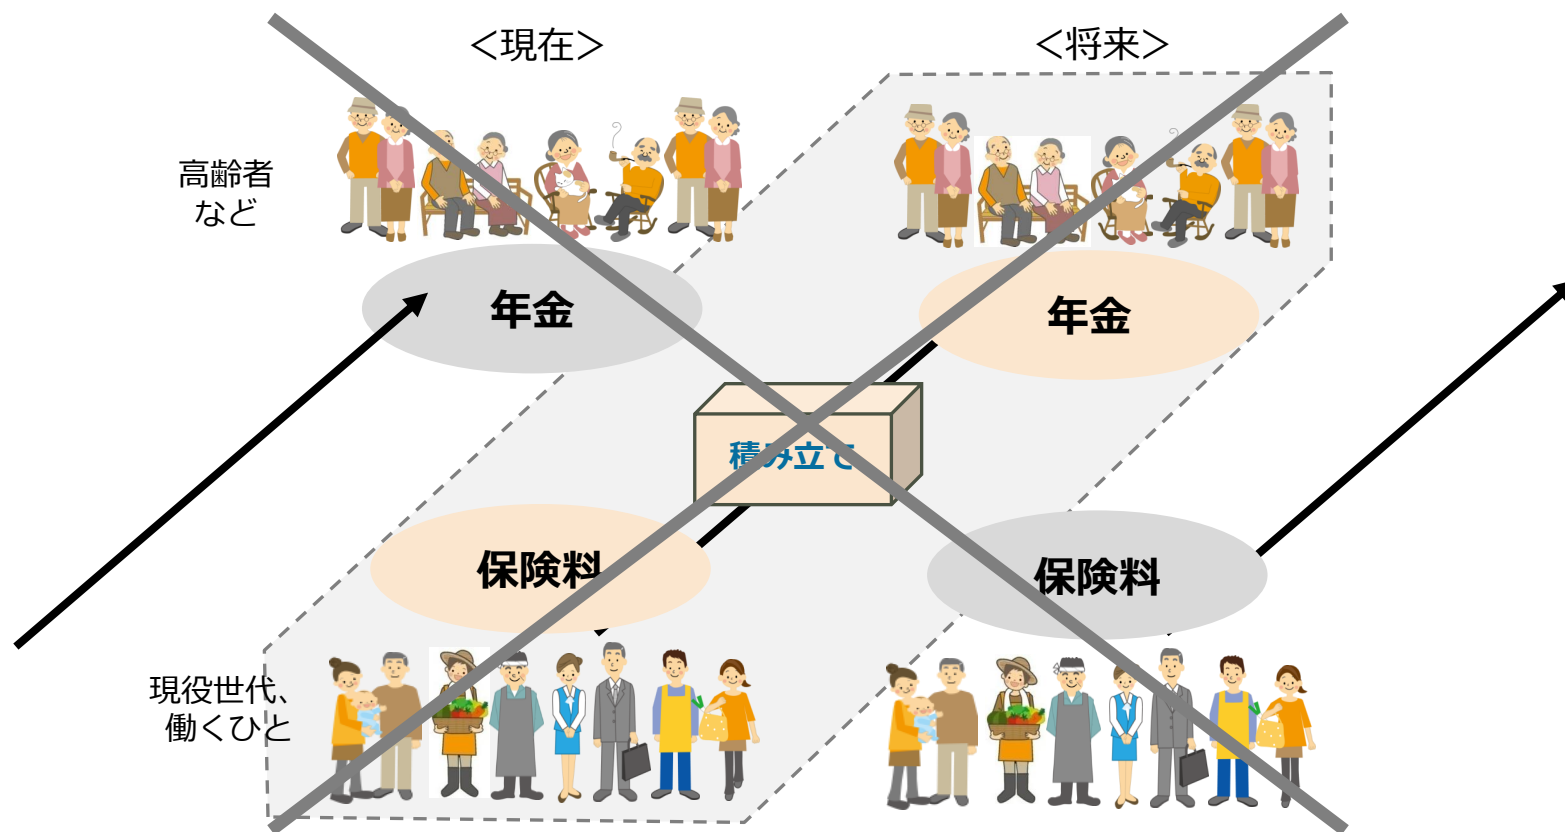 ＜現在＞
＜将来＞
高齢者
など
年金
年金
積み立て
保険料
保険料
現役世代、
働くひと